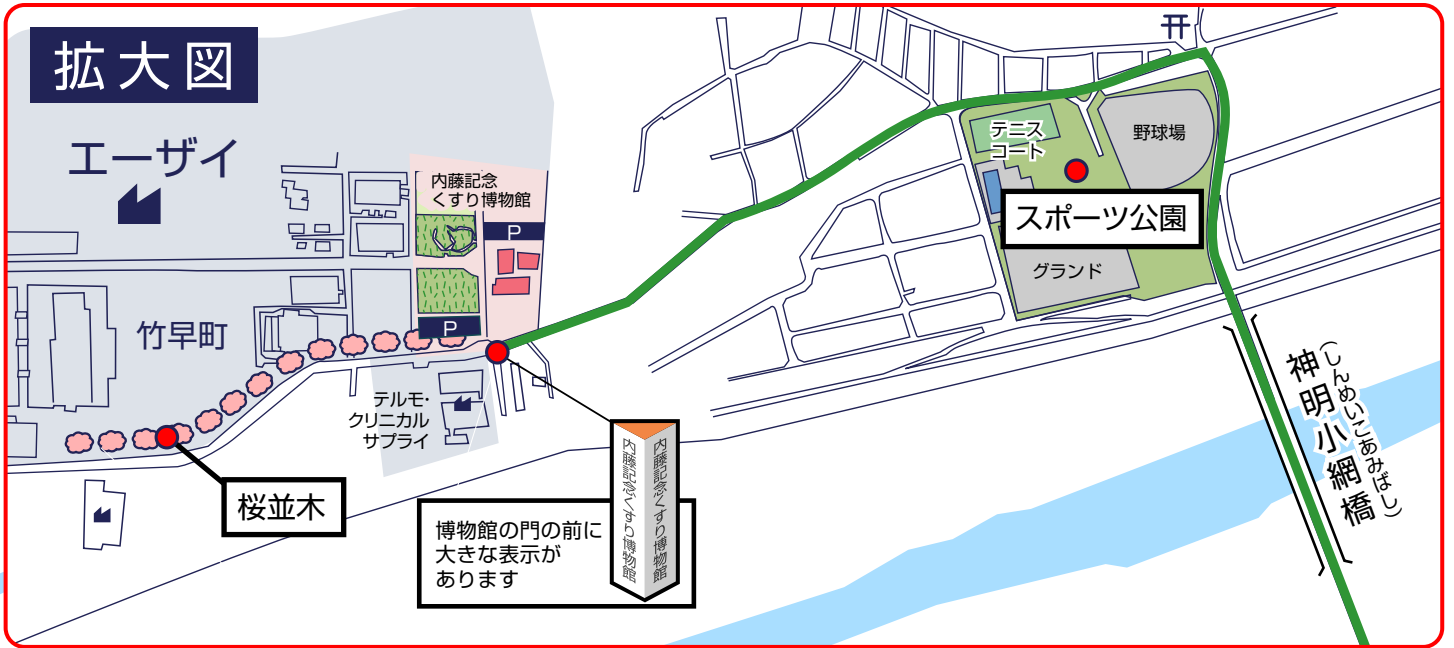 拡大図
エーザイ
内藤記念
くすり博物館
P
P
竹早町
テルモ・
クリニカル
サプライ
桜並木
博物館の門の前に
大きな表示が
あります
内藤記念くすり博物館
内藤記念くすり博物館
テニス
コート
野球場
スポーツ公園
グランド
神明小網橋
(しんめいこあみばし)